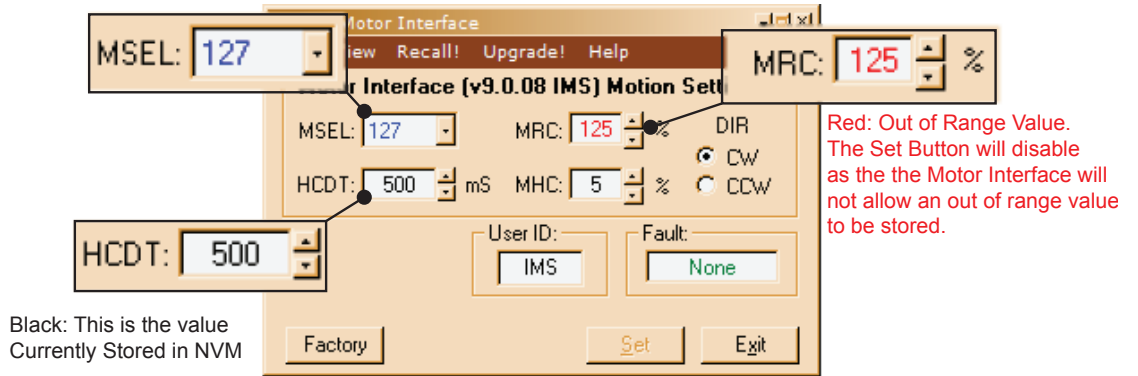 Motor Interface
MSEL: 127
iew Recall! Upgrade! Help
MRC: 125 %
Motor Interface (v9.0.08 IMS) Motion Sett
MSEL: 127 MRC: 125 % DIR
CW
HCDT: 500 mS MHC: 5 % CCW
Red: Out of Range Value.
The Set Button will disable
as the the Motor Interface will
not allow an out of range value
to be stored.
HCDT: 500
User ID: Fault:
IMS None
Black: This is the value
Currently Stored in NVM
Factory Set Exit